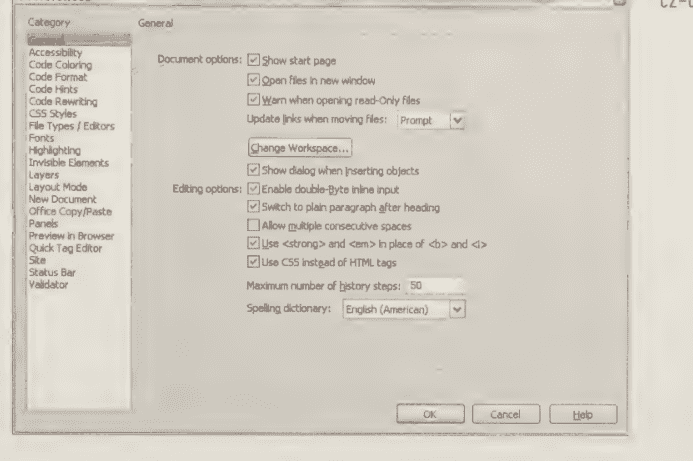 Category
General
Accessibility
Code Coloring
Code Format
Code Hints
Code Rewriting
CSS Styles
File Types / Editors
Fonts
Highlighting
Invisible Elements
Layers
Layout Mode
New Document
Office Copy/Paste
Panels
Preview in Browser
Quick Tag Editor
Site
Status Bar
Validator
Document options: Show start page
Open files in new window
Warn when opening read-Only files
Update links when moving files: Prompt
Change Workspace...
Show dialog when inserting objects
Editing options: Enable double-Byte inline input
Switch to plain paragraph after heading
Allow multiple consecutive spaces
Use <strong> and <em> in place of <b> and <i>
Use CSS instead of HTML tags
Maximum number of history steps: 50
Spelling dictionary: English (American)
OK
Cancel
Help